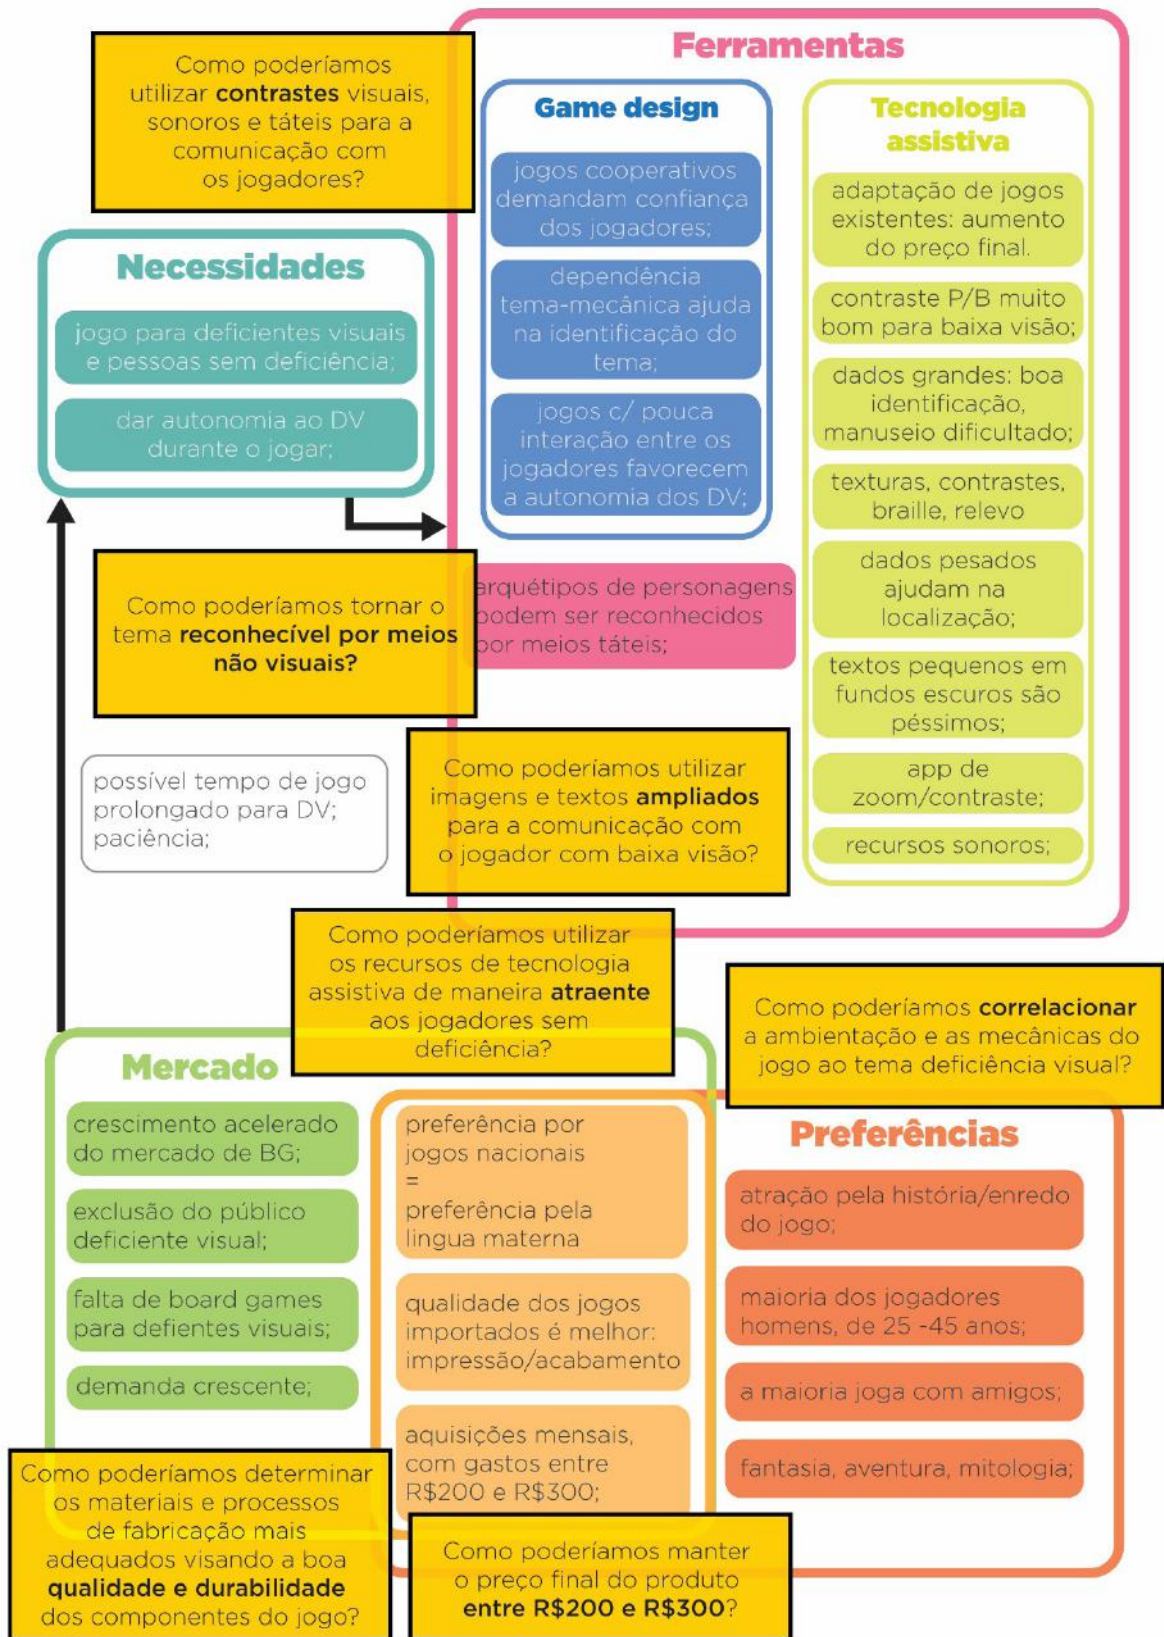 Como poderíamos
utilizar contrastes visuais,
sonoros e táteis para a
comunicação com
os jogadores?
Ferramentas
Game design
jogos cooperativos
demandam confiança
dos jogadores;
dependência
tema-mecânica ajuda
na identificação do
tema;
jogos c/ pouca
interação entre os
jogadores favorecem
a autonomia dos DV;
Tecnologia
assistiva
adaptação de jogos
existentes: aumento
do preço final.
contraste P/B muito
bom para baixa visão;
dados grandes: boa
identificação,
manuseio dificultado;
texturas, contrastes,
braille, relevo
dados pesados
ajudam na
localização;
textos pequenos em
fundos escuros são
péssimos;
app de
zoom/contraste;
recursos sonoros;
Necessidades
jogo para deficientes visuais
e pessoas sem deficiência;
dar autonomia ao DV
durante o jogar;
Como poderíamos tornar o
tema reconhecível por meios
não visuais?
arquétipos de personagens
podem ser reconhecidos
por meios táteis;
possível tempo de jogo
prolongado para DV;
paciência;
Como poderíamos utilizar
imagens e textos ampliados
para a comunicação com
o jogador com baixa visão?
Como poderíamos utilizar
os recursos de tecnologia
assistiva de maneira atraente
aos jogadores sem
deficiência?
Como poderíamos correlacionar
a ambientação e as mecânicas do
jogo ao tema deficiência visual?
Mercado
crescimento acelerado
do mercado de BG;
exclusão do público
deficiente visual;
falta de board games
para defientes visuais;
demanda crescente;
preferência por
jogos nacionais
=
preferência pela
lingua materna
qualidade dos jogos
importados é melhor:
impressão/acabamento
aquisições mensais,
com gastos entre
R$200 e R$300;
Preferências
atração pela história/enredo
do jogo;
maioria dos jogadores
homens, de 25 -45 anos;
a maioria joga com amigos;
fantasia, aventura, mitologia;
Como poderíamos determinar
os materiais e processos
de fabricação mais
adequados visando a boa
qualidade e durabilidade
dos componentes do jogo?
Como poderíamos manter
o preço final do produto
entre R$200 e R$300?